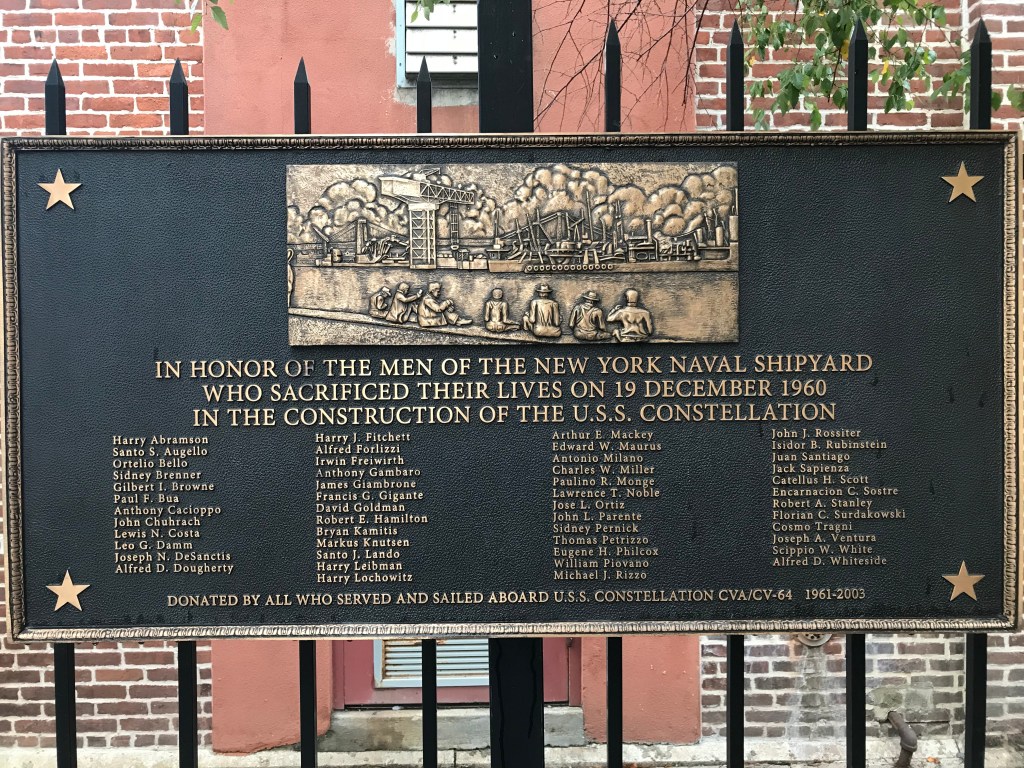 IN HONOR OF THE MEN OF THE NEW YORK NAVAL SHIPYARD
WHO SACRIFICED THEIR LIVES ON 19 DECEMBER 1960
IN THE CONSTRUCTION OF THE U.S.S. CONSTELLATION
Harry Abramson
Santo S. Augello
Ortelio Bello
Sidney Brenner
Gilbert I. Browne
Paul F. Bua
Anthony Cacioppo
John Chuhrach
Lewis N. Costa
Leo G. Damm
Joseph N. DeSanctis
Alfred D. Dougherty
Harry J. Fitchett
Alfred Forlizzi
Irwin Freiwirth
Anthony Gambaro
James Giambrone
Francis G. Gigante
David Goldman
Robert E. Hamilton
Bryan Kamitis
Markus Knutsen
Santo J. Lando
Harry Leibman
Harry Lochowitz
Arthur E. Mackey
Edward W. Maurus
Antonio Milano
Charles W. Miller
Paulino R. Monge
Lawrence T. Noble
Jose L. Ortiz
John L. Parente
Sidney Pernick
Thomas Petrizzo
Eugene H. Philcox
William Piovano
Michael J. Rizzo
John J. Rossiter
Isidor B. Rubinstein
Juan Santiago
Jack Sapienza
Catellus H. Scott
Encarnacion C. Sostre
Robert A. Stanley
Florian C. Surdakowski
Cosmo Tragni
Joseph A. Ventura
Scippio W. White
Alfred D. Whiteside
DONATED BY ALL WHO SERVED AND SAILED ABOARD U.S.S. CONSTELLATION CVA/CV-64 1961-2003